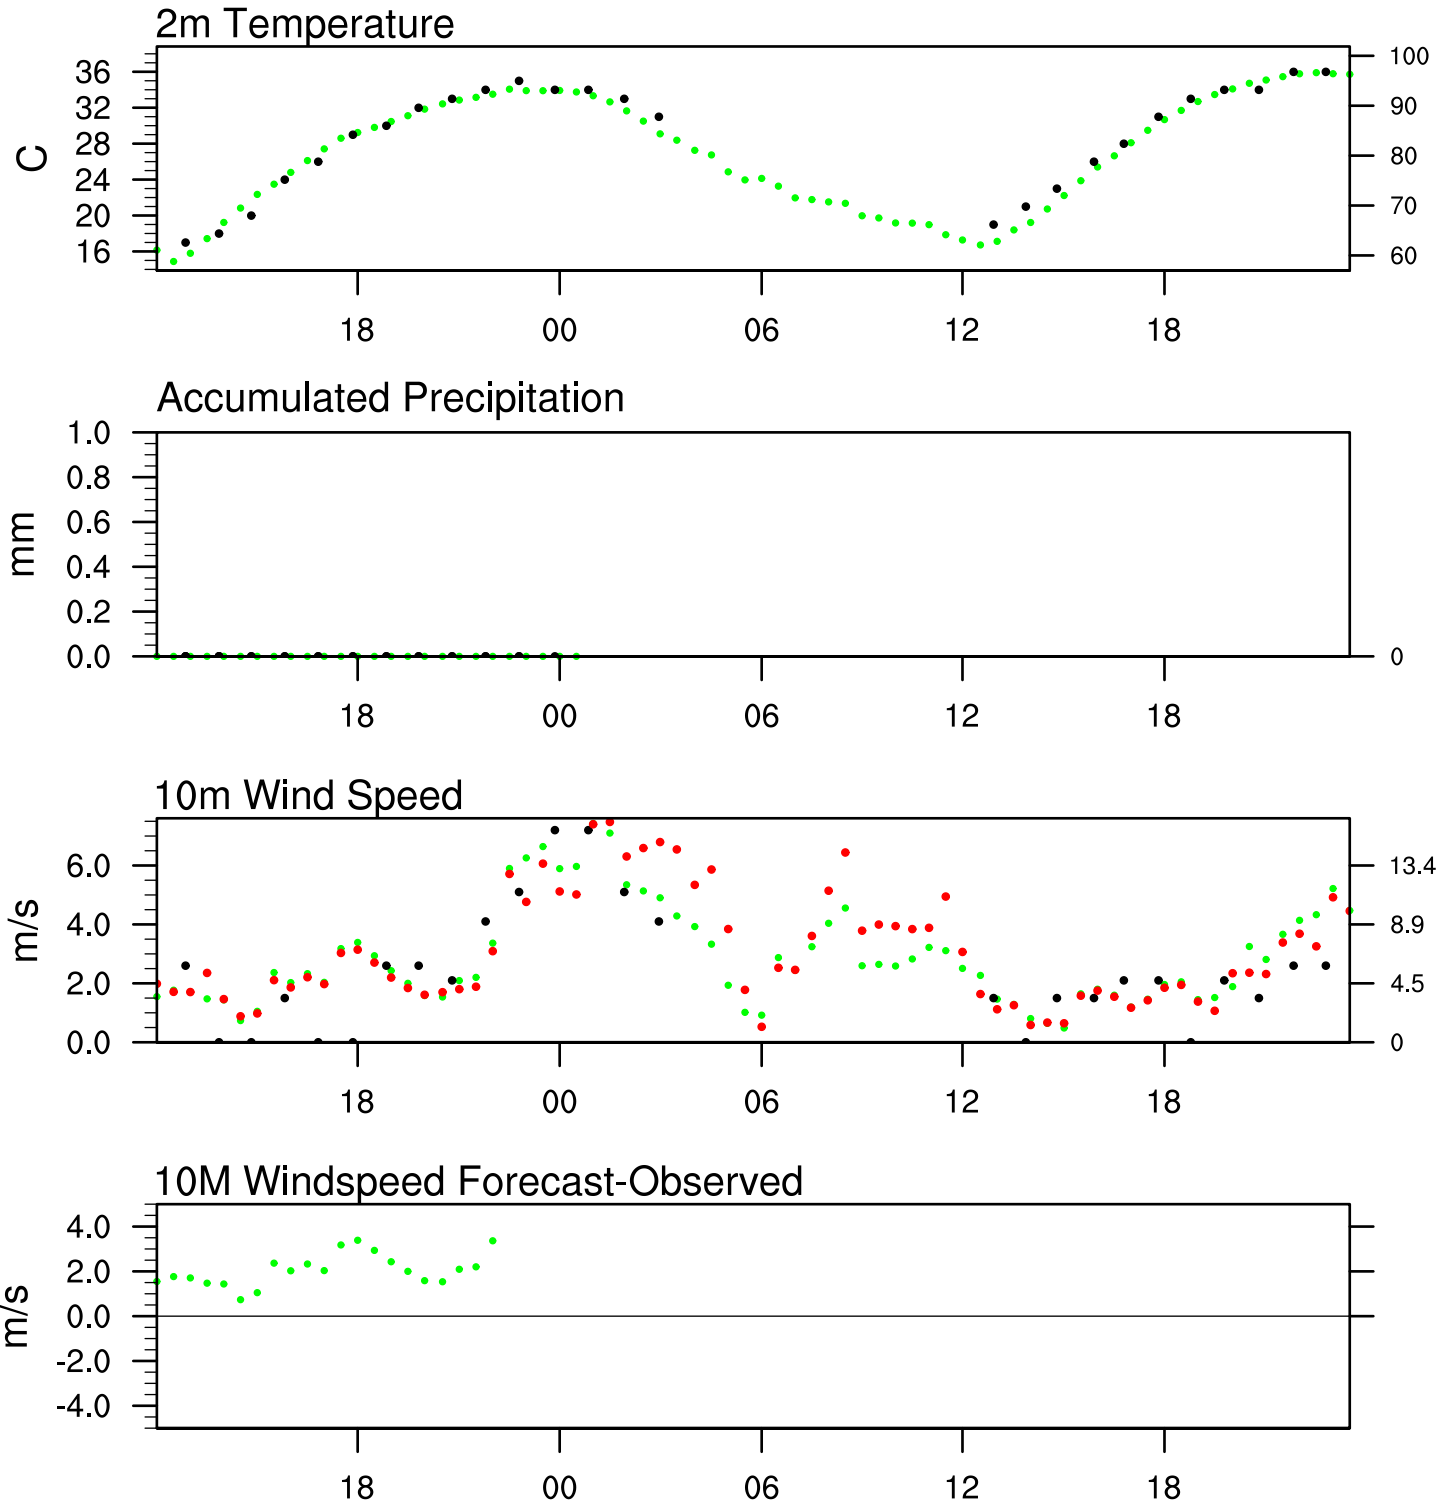 2m Temperature
36
32
28
24
20
16
C
100
90
80
70
60
18 00 06 12 18
Accumulated Precipitation
1.0
0.8
0.6
0.4
0.2
0.0
mm
0
18 00 06 12 18
10m Wind Speed
6.0
4.0
2.0
0.0
m/s
13.4
8.9
4.5
0
18 00 06 12 18
10M Windspeed Forecast-Observed
4.0
2.0
0.0
-2.0
-4.0
m/s
18 00 06 12 18